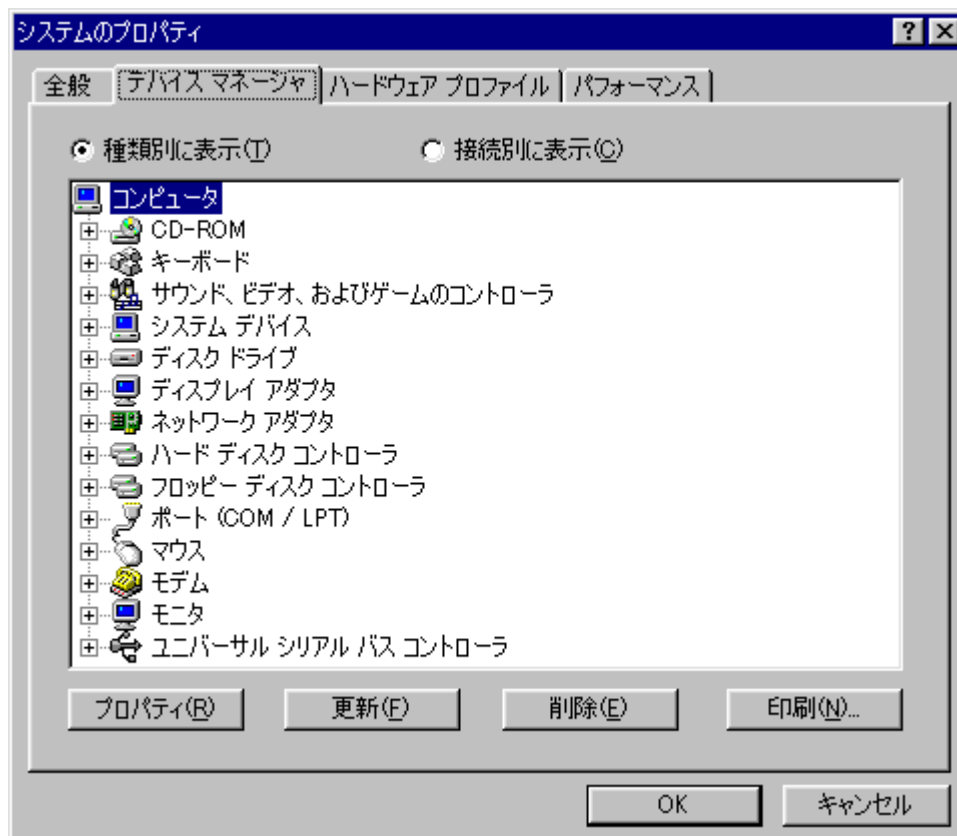 システムのプロパティ
全般 デバイス マネージャ ハードウェア プロファイル パフォーマンス
種類別に表示(T) 接続別に表示(C)
コンピュータ
CD-ROM
キーボード
サウンド、ビデオ、およびゲームのコントローラ
システム デバイス
ディスク ドライブ
ディスプレイ アダプタ
ネットワーク アダプタ
ハード ディスク コントローラ
フロッピー ディスク コントローラ
ポート (COM / LPT)
マウス
モデム
モニタ
ユニバーサル シリアル バス コントローラ
プロパティ(R) 更新(F) 削除(E) 印刷(N)...
OK キャンセル